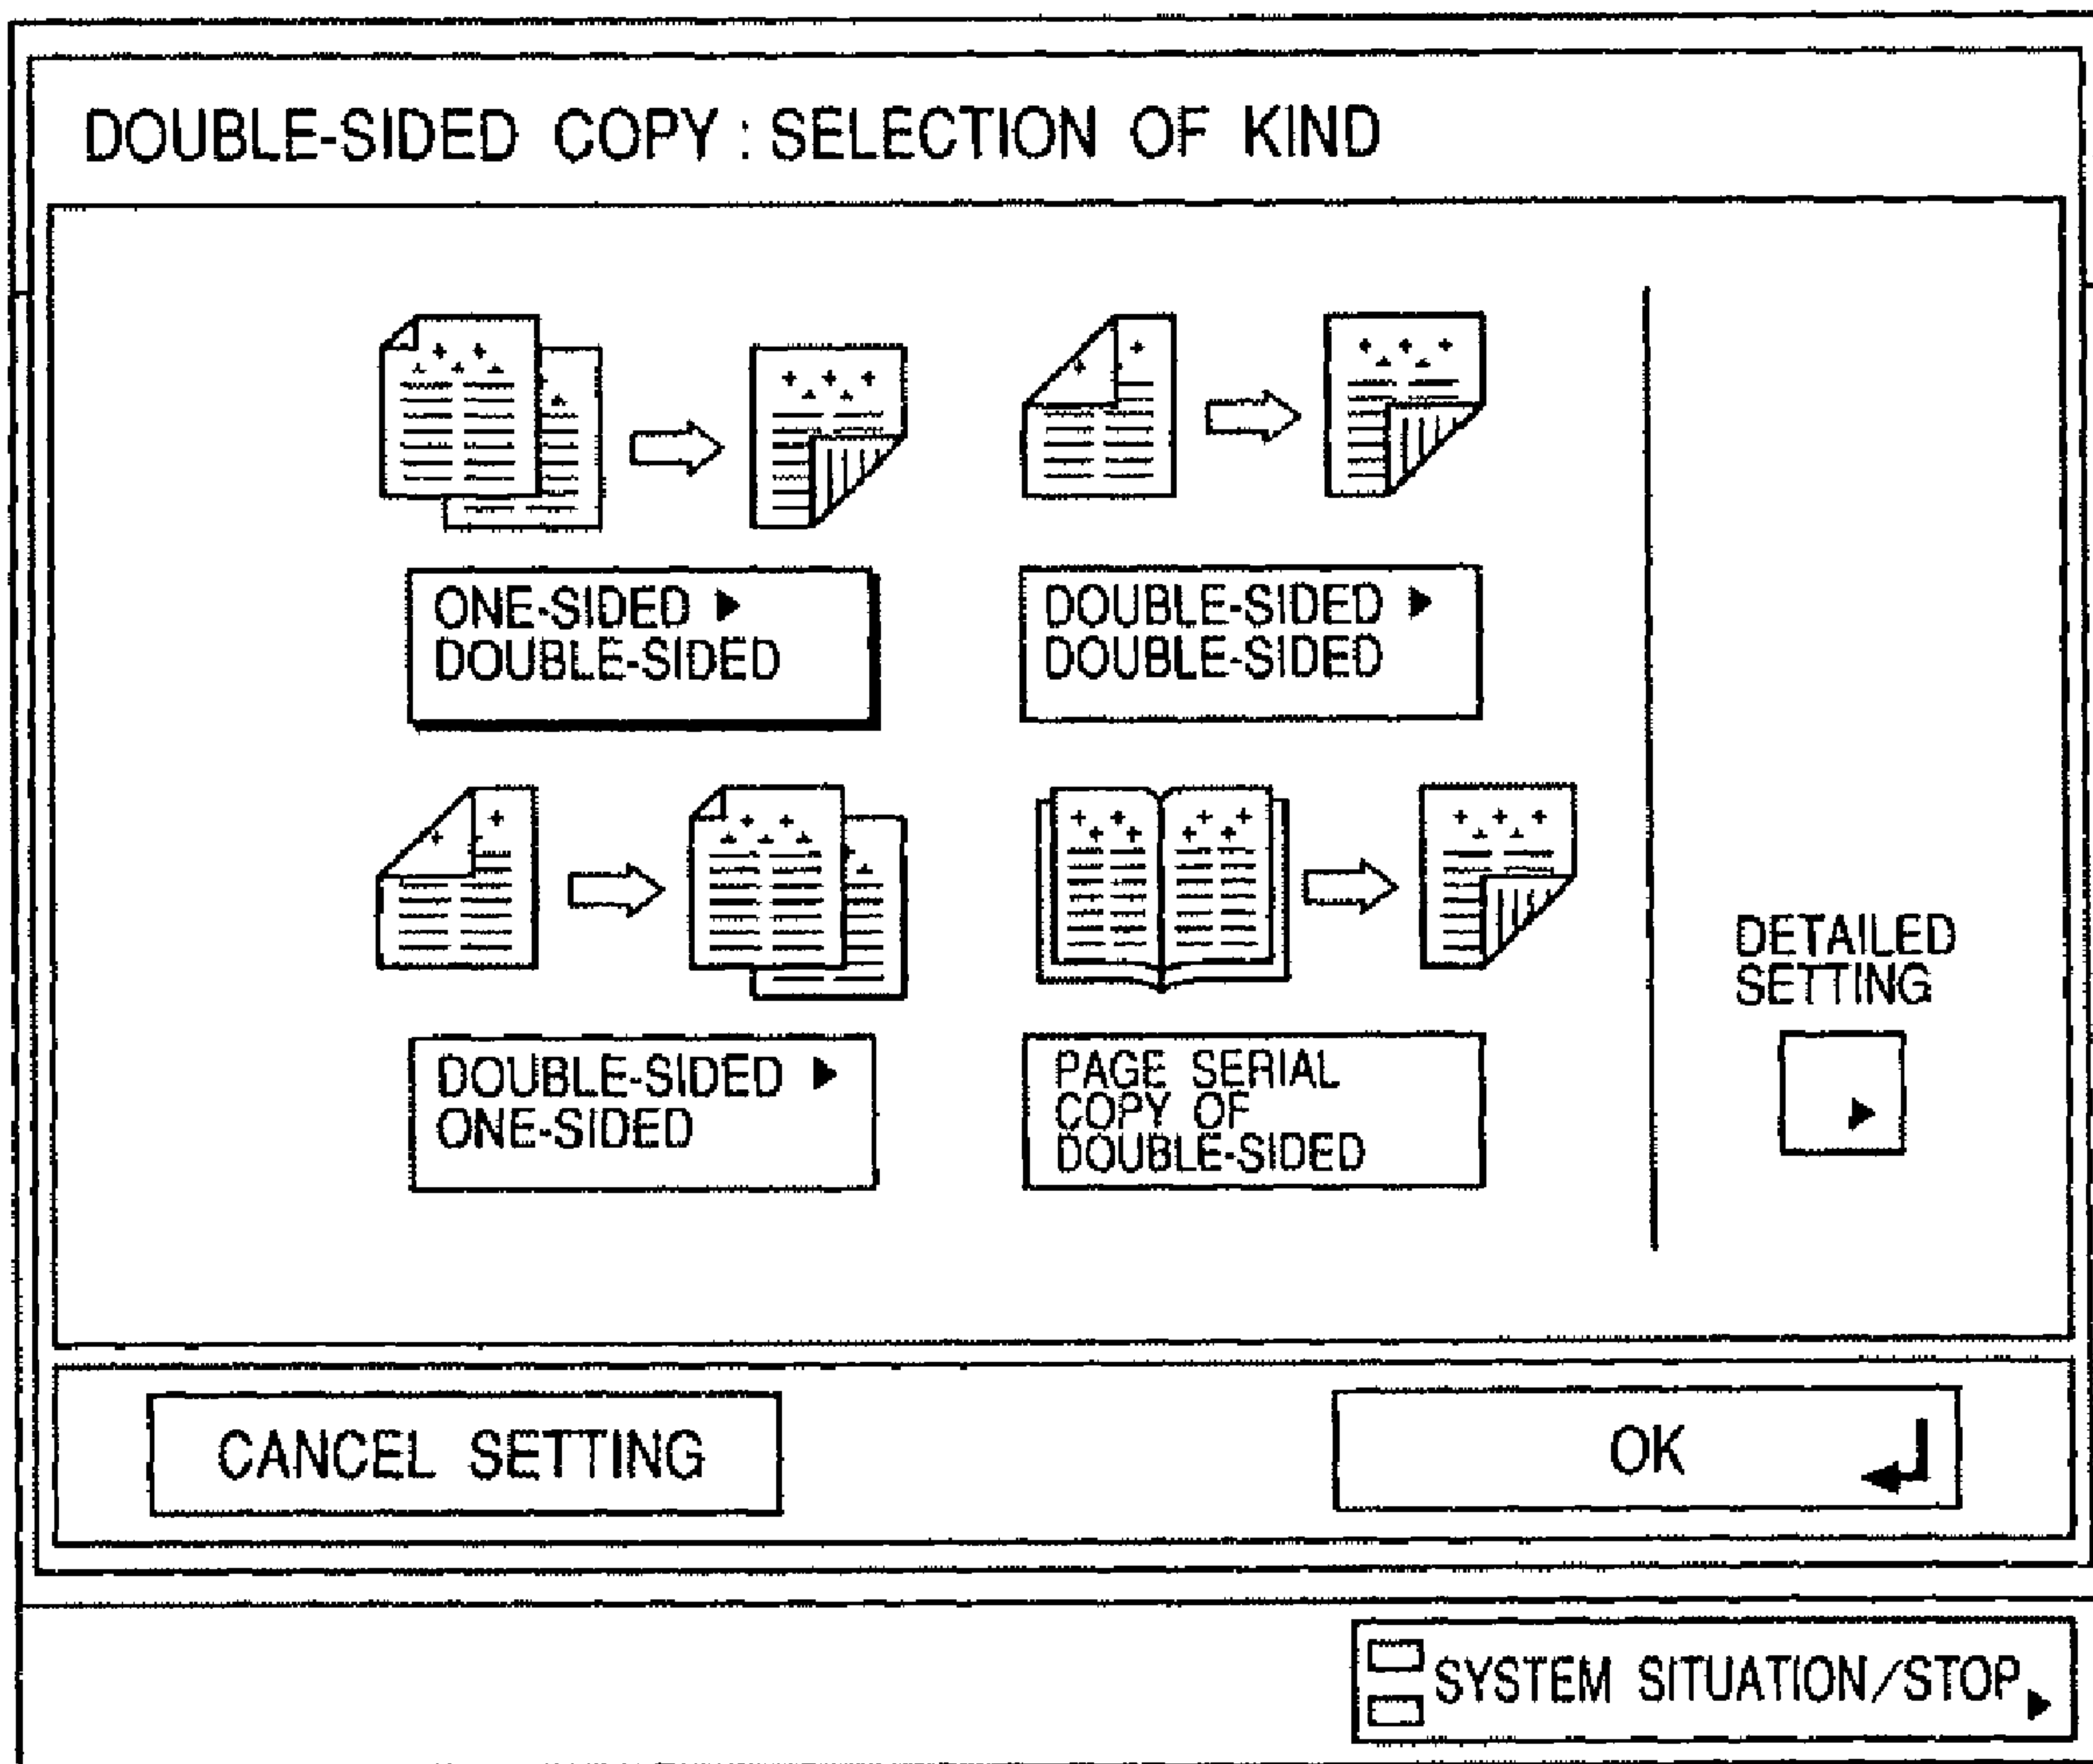 DOUBLE-SIDED COPY : SELECTION OF KIND
ONE-SIDED ▶
DOUBLE-SIDED
DOUBLE-SIDED ▶
DOUBLE-SIDED
DOUBLE-SIDED ▶
ONE-SIDED
PAGE SERIAL
COPY OF
DOUBLE-SIDED
DETAILED
SETTING
CANCEL SETTING
OK
SYSTEM SITUATION/STOP